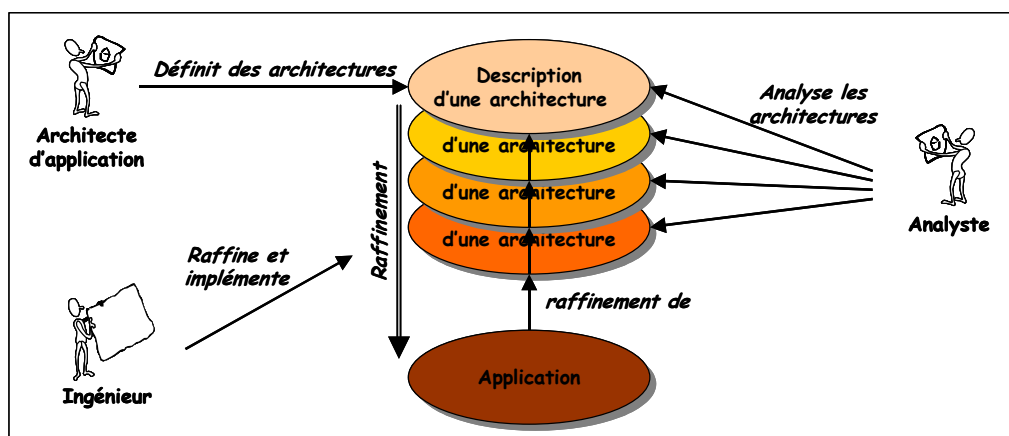 Définit des architectures
Architecte
d'application
Description
d'une architecture
d'une architecture
d'une architecture
d'une architecture
Analyse les
architectures
Analyste
Raffinement
Raffine et
implémente
Ingénieur
raffinement de
Application